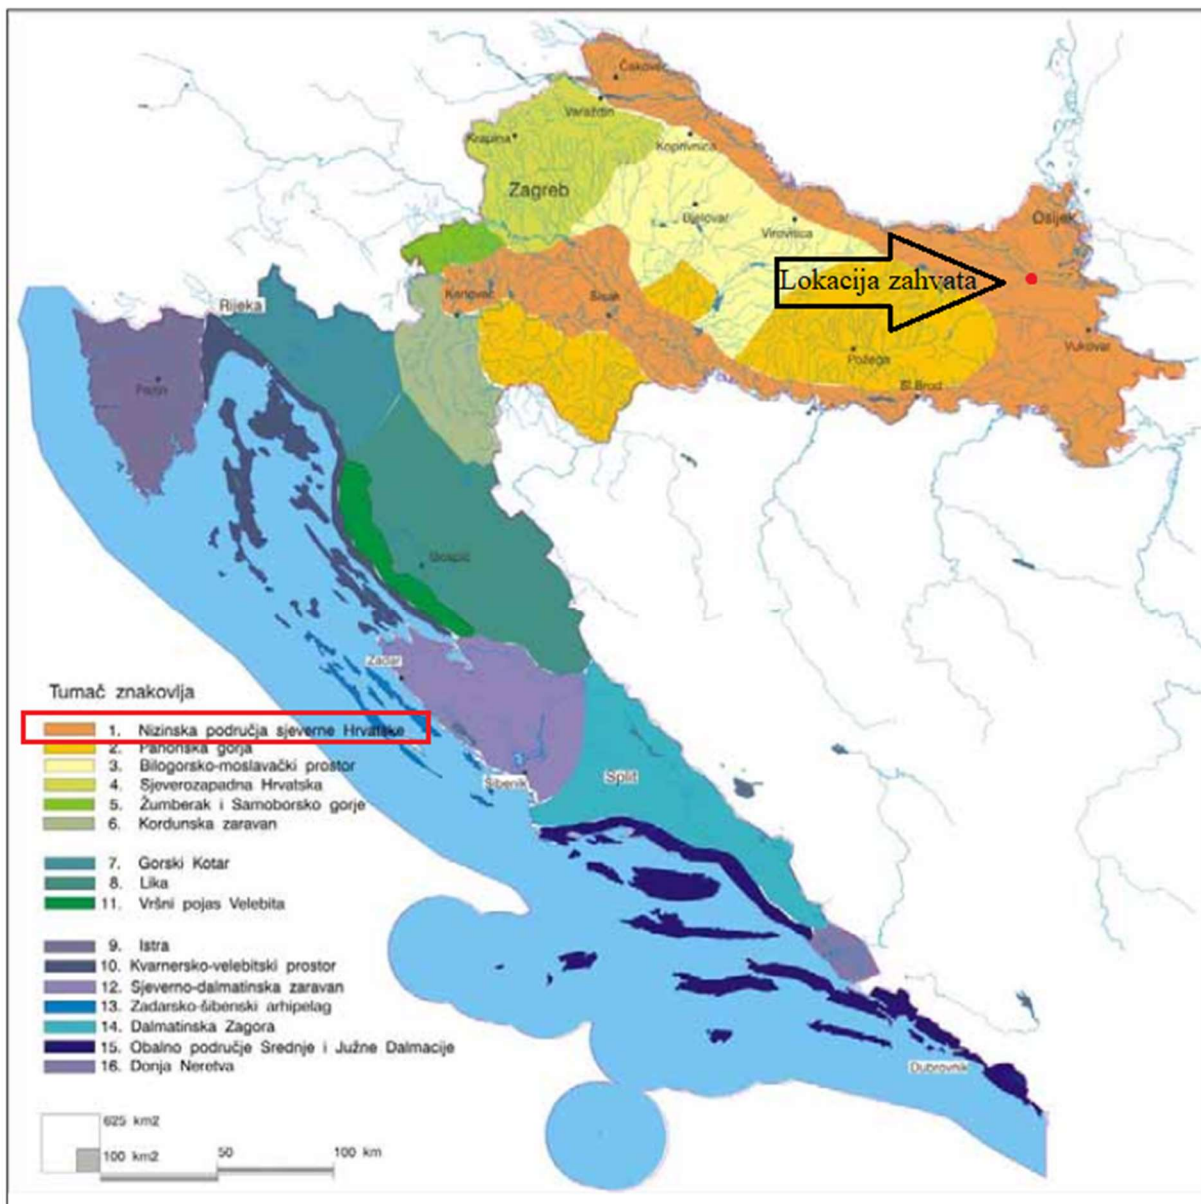 Čakovec
Varaždin
Krapina
Koprivnica
Zagreb
Bjelovar
Virovitica
Osijek
Lokacija zahvata
Rijeka
Karlovac
Sisak
Vukovar
Požega
Sl.Brod
Pazin
Gospić
Zadar
Šibenik
Split
Dubrovnik
Tumač znakovlja
1. Nizinska područja sjeverne Hrvatske
2. Panonska gorja
3. Bilogorsko-moslavački prostor
4. Sjeverozapadna Hrvatska
5. Žumberak i Samoborsko gorje
6. Kordunska zaravan
7. Gorski Kotar
8. Lika
11. Vršni pojas Velebita
9. Istra
10. Kvarnersko-velebitski prostor
12. Sjeverno-dalmatinska zaravan
13. Zadarsko-šibenski arhipelag
14. Dalmatinska Zagora
15. Obalno područje Srednje i Južne Dalmacije
16. Donja Neretva
625 km2
100 km2
50
100 km